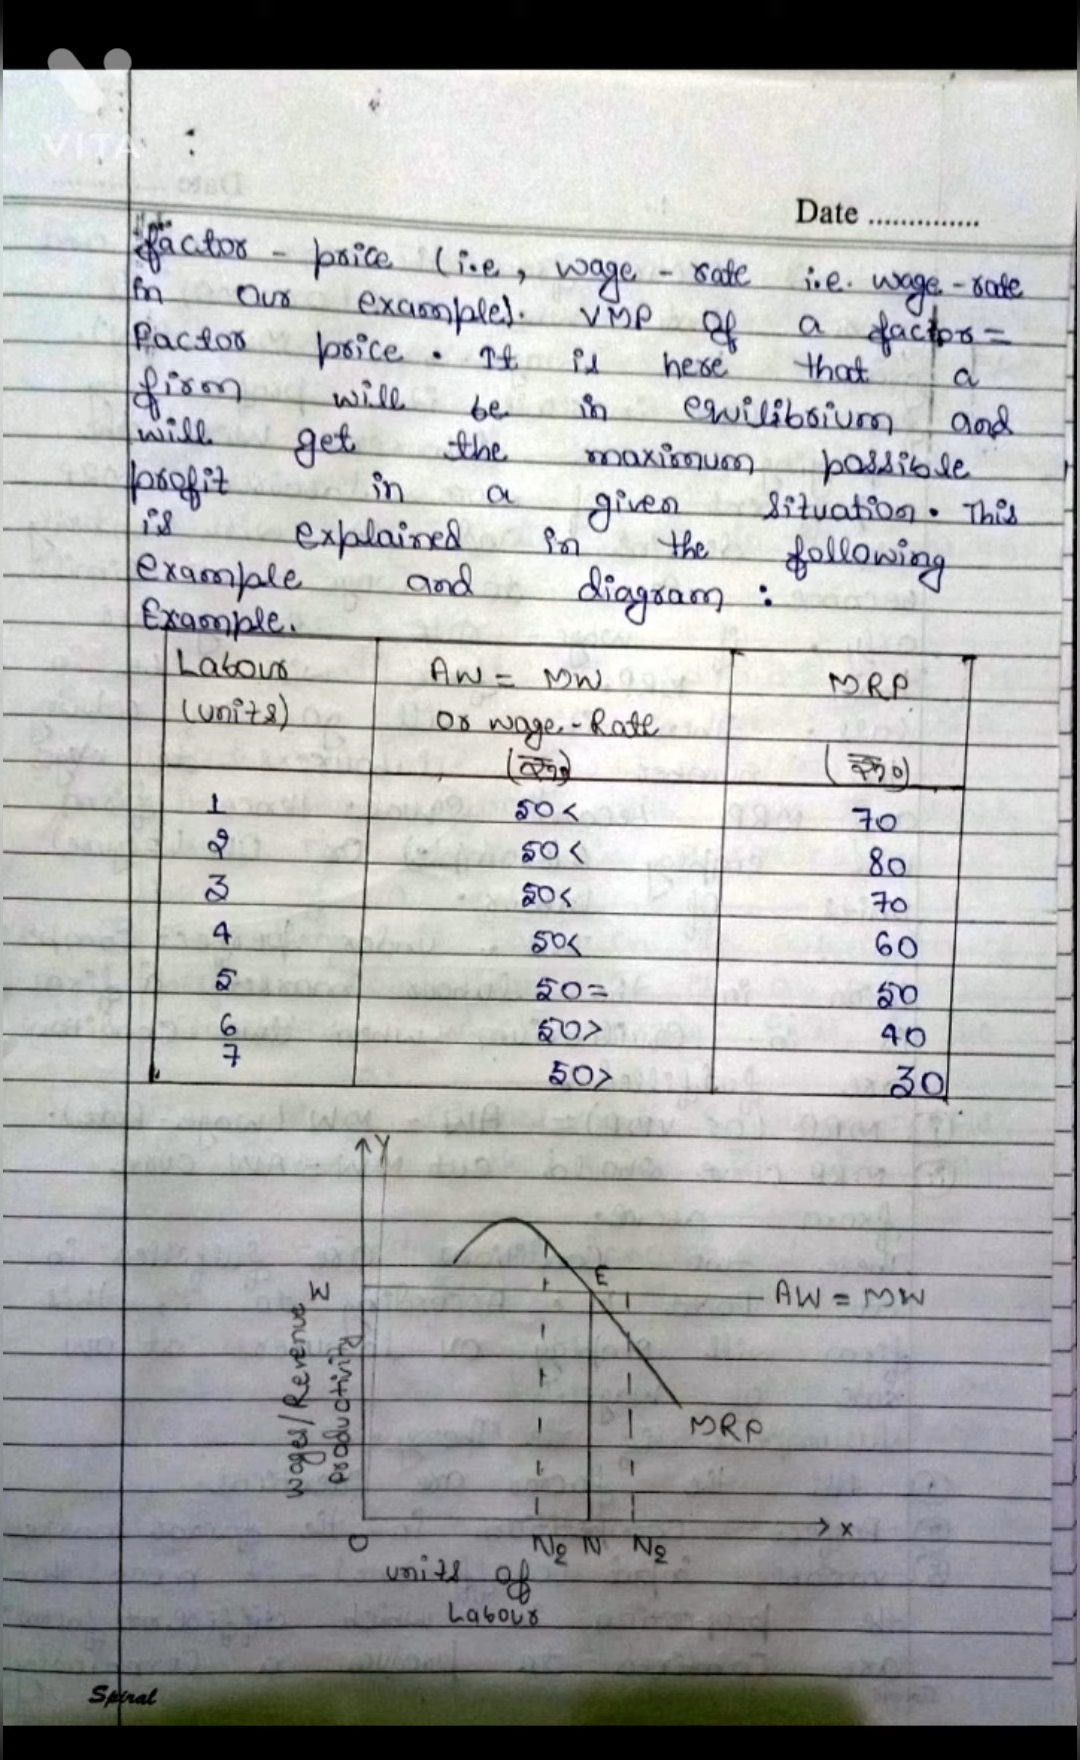 VITA
Date ..............
factor - price (i.e, wage - rate i.e. wage - rate
in our example). VMP of a factor =
Factor price. It is here that a
firm will be in ewilibrium and
will get the maximum possible
profit in a given situation. This
is explained in the following
example and diagram :
Example.
Labour (units) AW = MW or wage - Rate (रु०) MRP (रु०)
1 50< 70
2 50< 80
3 50< 70
4 50< 60
5 50= 50
6 50> 40
7 50> 30
Y
E
W
AW = MW
wages/Revenue productivity
MRP
X
O
N2 N N2
units of
Labour
Spiral